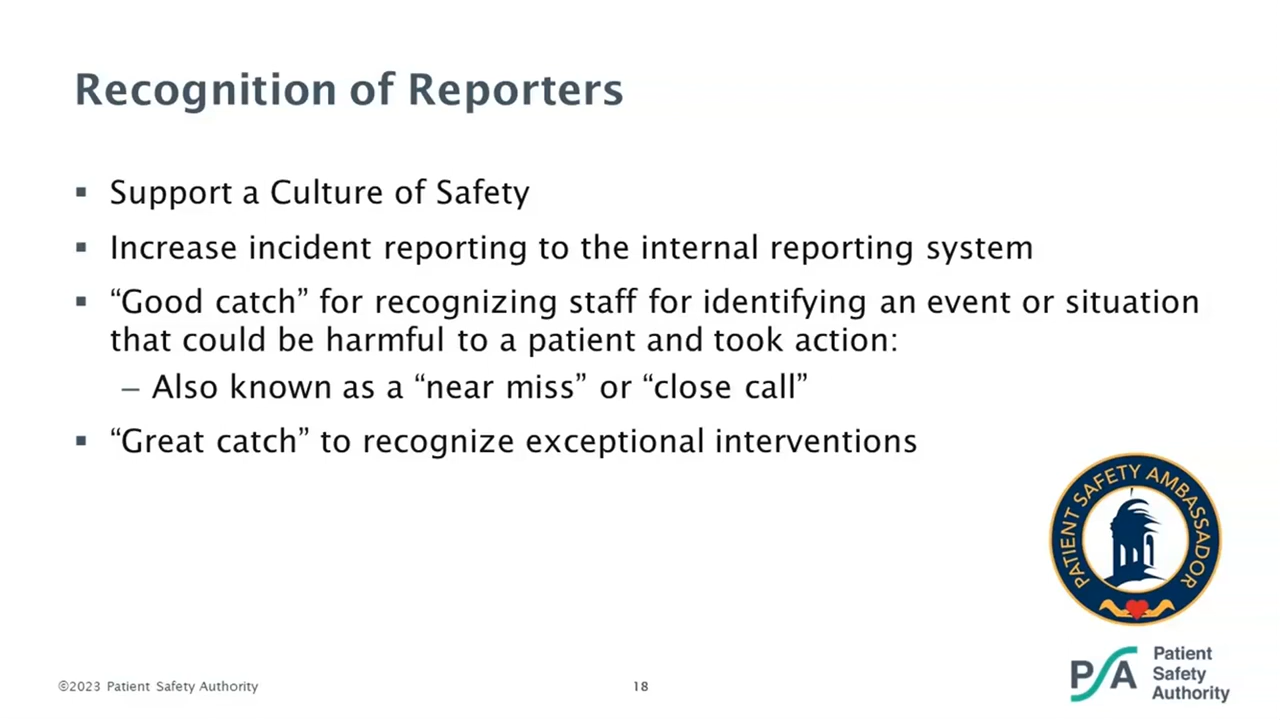 Recognition of Reporters
▪ Support a Culture of Safety
▪ Increase incident reporting to the internal reporting system
▪ “Good catch” for recognizing staff for identifying an event or situation
that could be harmful to a patient and took action:
– Also known as a “near miss” or “close call”
▪ “Great catch” to recognize exceptional interventions
PATIENT SAFETY AMBASSADOR
PSA
Patient
Safety
Authority
©2023 Patient Safety Authority
18